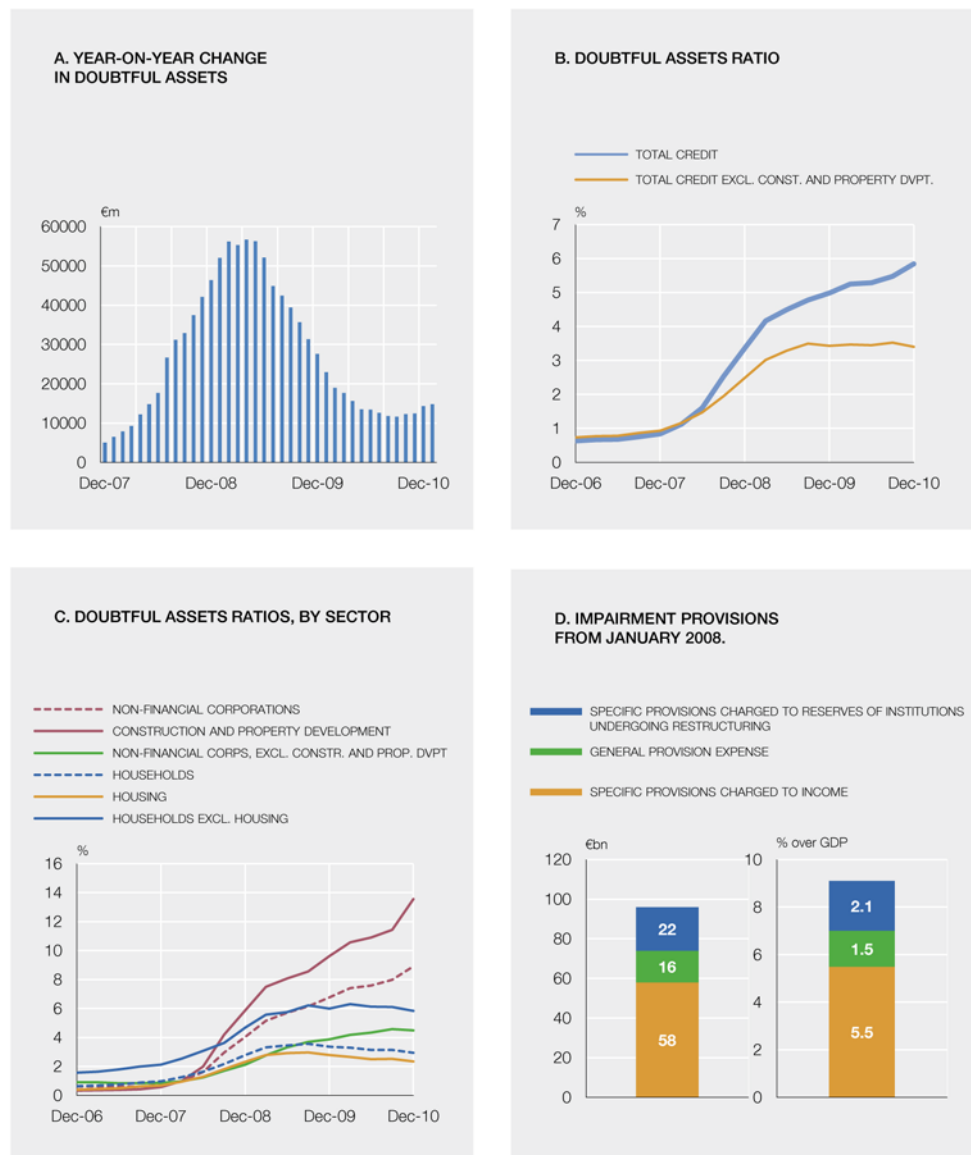 A. YEAR-ON-YEAR CHANGE
IN DOUBTFUL ASSETS
€m
60000
50000
40000
30000
20000
10000
0
Dec-07
Dec-08
Dec-09
Dec-10
B. DOUBTFUL ASSETS RATIO
TOTAL CREDIT
TOTAL CREDIT EXCL. CONST. AND PROPERTY DVPT.
%
7
6
5
4
3
2
1
0
Dec-06
Dec-07
Dec-08
Dec-09
Dec-10
C. DOUBTFUL ASSETS RATIOS, BY SECTOR
NON-FINANCIAL CORPORATIONS
CONSTRUCTION AND PROPERTY DEVELOPMENT
NON-FINANCIAL CORPS, EXCL. CONSTR. AND PROP. DVPT
HOUSEHOLDS
HOUSING
HOUSEHOLDS EXCL. HOUSING
%
16
14
12
10
8
6
4
2
0
Dec-06
Dec-07
Dec-08
Dec-09
Dec-10
D. IMPAIRMENT PROVISIONS
FROM JANUARY 2008.
SPECIFIC PROVISIONS CHARGED TO RESERVES OF INSTITUTIONS
UNDERGOING RESTRUCTURING
GENERAL PROVISION EXPENSE
SPECIFIC PROVISIONS CHARGED TO INCOME
€bn
120
100
80
60
40
20
0
22
16
58
% over GDP
10
8
6
4
2
0
2.1
1.5
5.5